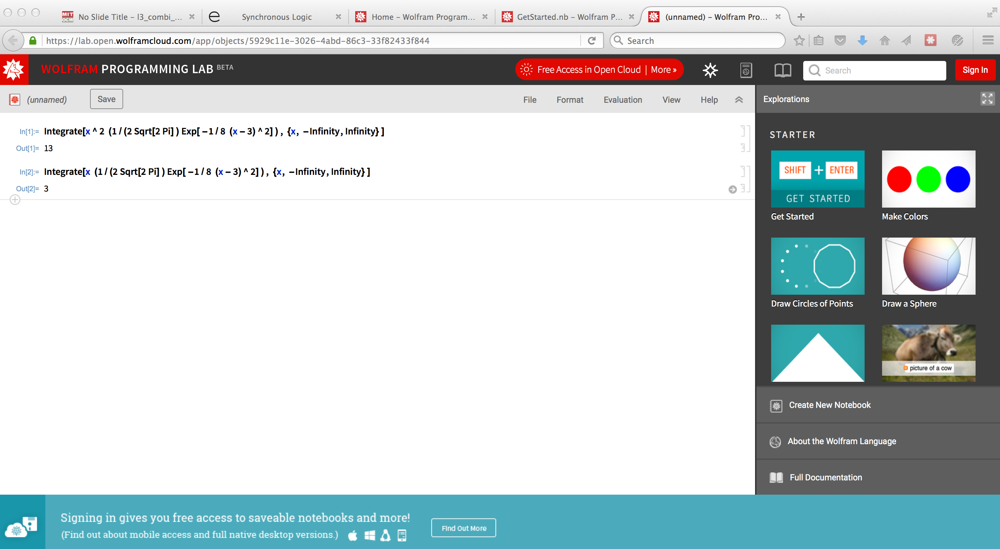 MIT OCW No Slide Title – l3_combi_... Synchronous Logic Home – Wolfram Program... GetStarted.nb – Wolfram P... (unnamed) – Wolfram Pro...
https://lab.open.wolframcloud.com/app/objects/5929c11e-3026-4abd-86c3-33f82433f844 Search
WOLFRAM PROGRAMMING LAB BETA Free Access in Open Cloud | More » Search Sign In
(unnamed) Save File Format Evaluation View Help Explorations
In[1]:= Integrate[x ^ 2 (1 / (2 Sqrt[2 Pi] ) Exp[ −1 / 8 (x − 3) ^ 2] ) , {x, −Infinity, Infinity} ]
Out[1]= 13
In[2]:= Integrate[x (1 / (2 Sqrt[2 Pi] ) Exp[ −1 / 8 (x − 3) ^ 2] ) , {x, −Infinity, Infinity} ]
Out[2]= 3
STARTER
SHIFT + ENTER
GET STARTED
Get Started
Make Colors
Draw Circles of Points
Draw a Sphere
picture of a cow
Create New Notebook
About the Wolfram Language
Full Documentation
Signing in gives you free access to saveable notebooks and more!
(Find out about mobile access and full native desktop versions.)
Find Out More